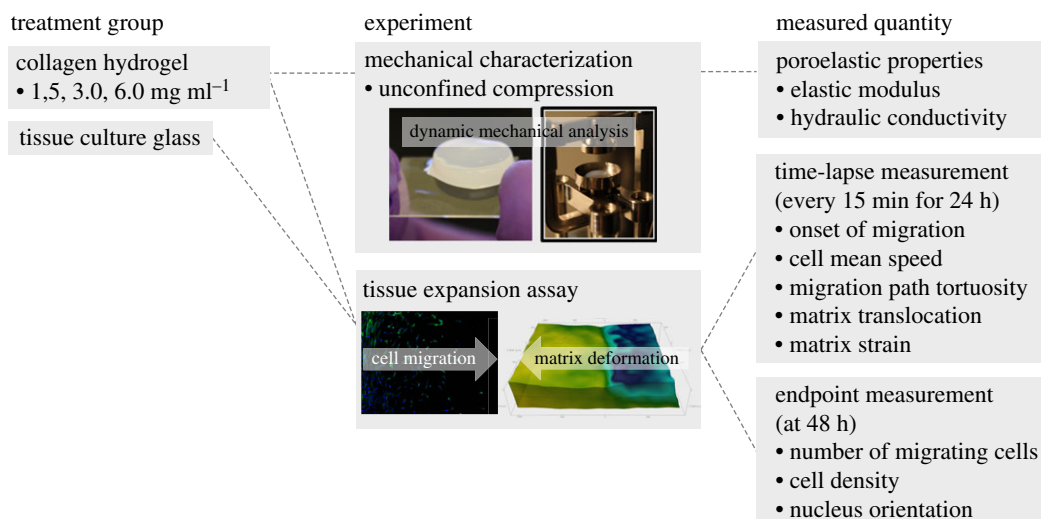 treatment group
collagen hydrogel
• 1,5, 3.0, 6.0 mg ml⁻¹
tissue culture glass
experiment
mechanical characterization
• unconfined compression
dynamic mechanical analysis
tissue expansion assay
cell migration
matrix deformation
measured quantity
poroelastic properties
• elastic modulus
• hydraulic conductivity
time-lapse measurement
(every 15 min for 24 h)
• onset of migration
• cell mean speed
• migration path tortuosity
• matrix translocation
• matrix strain
endpoint measurement
(at 48 h)
• number of migrating cells
• cell density
• nucleus orientation